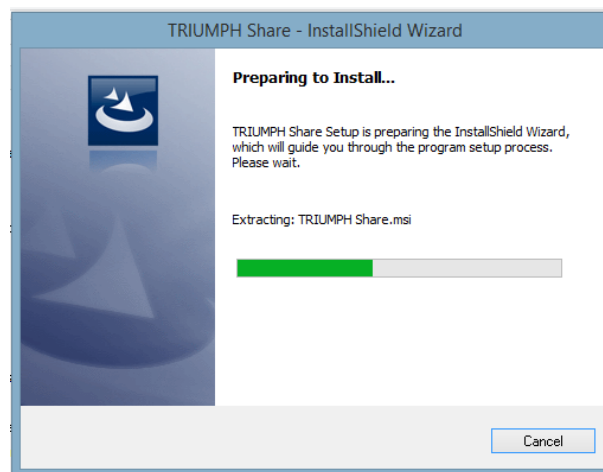 TRIUMPH Share - InstallShield Wizard
Preparing to Install...
TRIUMPH Share Setup is preparing the InstallShield Wizard,
which will guide you through the program setup process.
Please wait.
Extracting: TRIUMPH Share.msi
Cancel